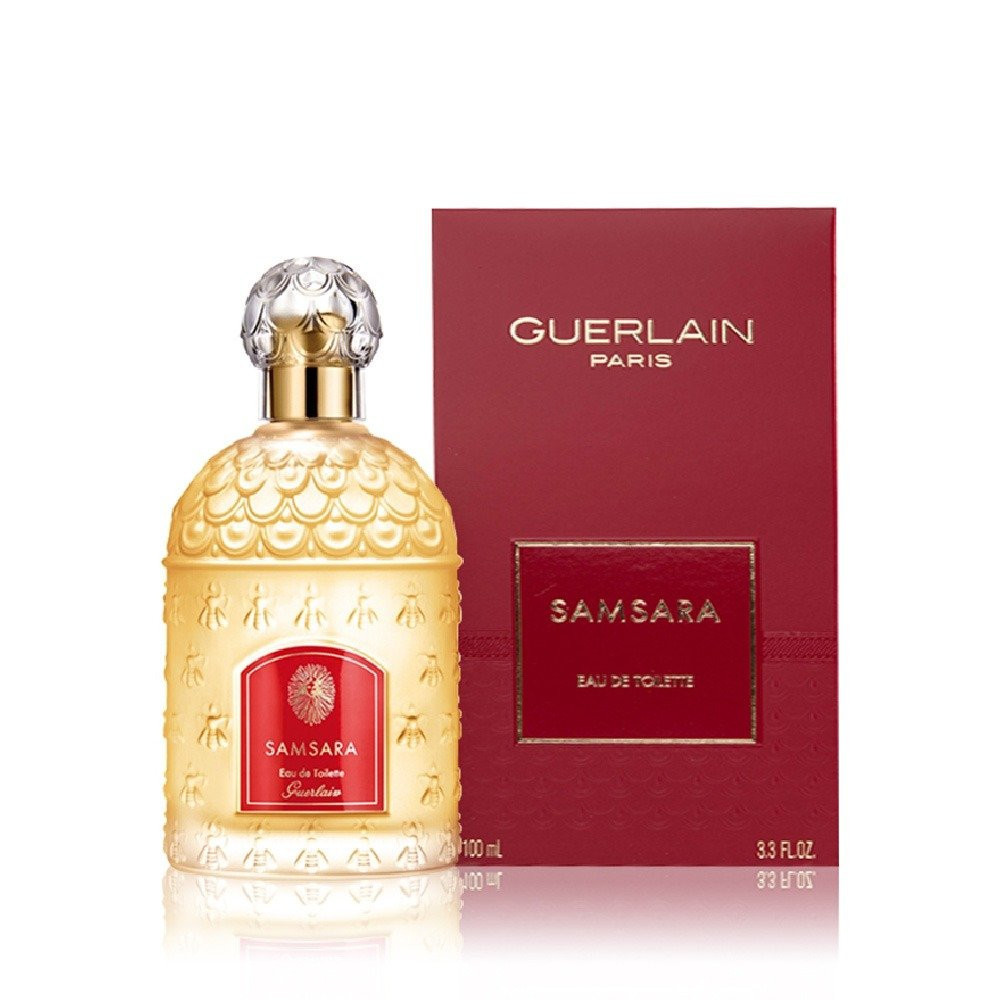 GUERLAIN
PARIS
SAMSARA
EAU DE TOILETTE
100 mL
3.3 FL.OZ.
SAMSARA
Eau de Toilette
Guerlain